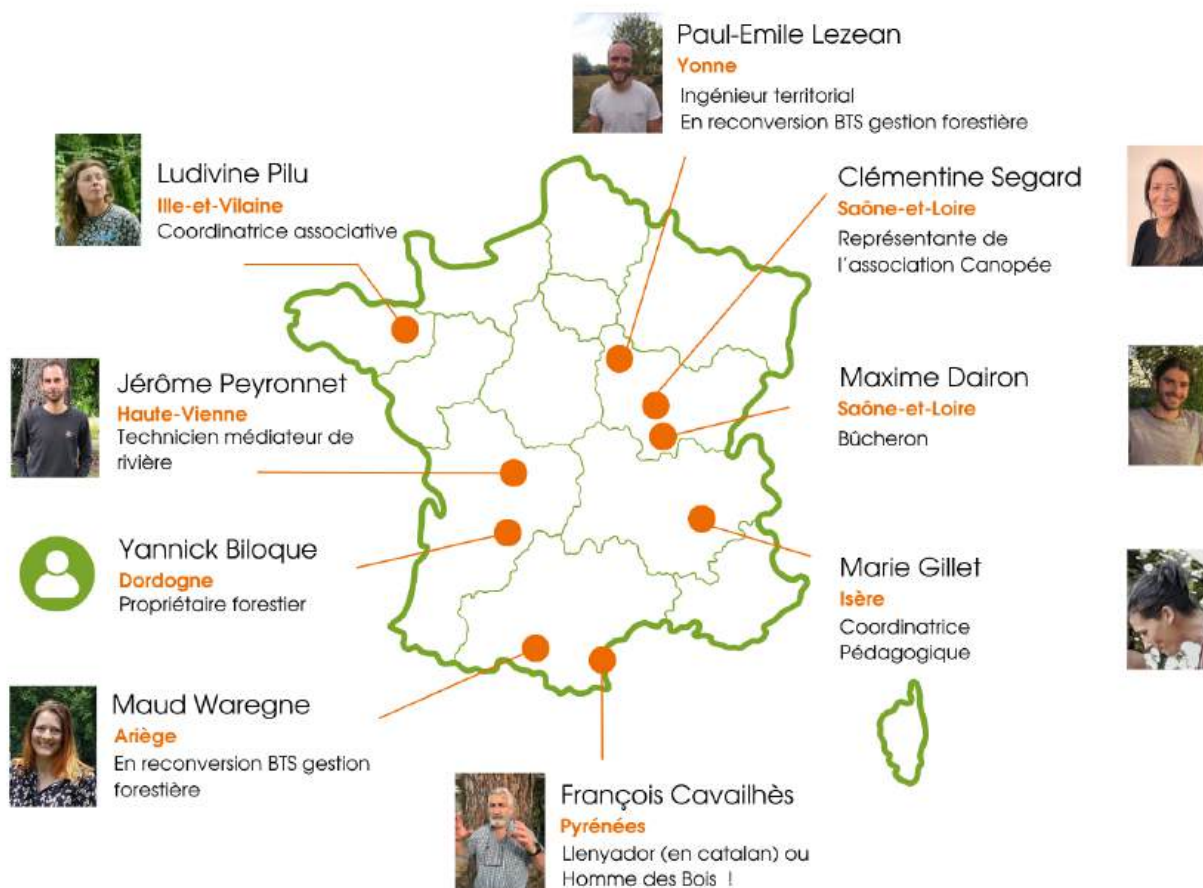 Paul-Emile Lezean
Yonne
Ingénieur territorial
En reconversion BTS gestion forestière
Ludivine Pilu
Ille-et-Vilaine
Coordinatrice associative
Clémentine Segard
Saône-et-Loire
Représentante de
l'association Canopée
Jérôme Peyronnet
Haute-Vienne
Technicien médiateur de
rivière
Maxime Dairon
Saône-et-Loire
Bûcheron
Yannick Biloque
Dordogne
Propriétaire forestier
Marie Gillet
Isère
Coordinatrice
Pédagogique
Maud Waregne
Ariège
En reconversion BTS gestion
forestière
François Cavailhès
Pyrénées
Llenyador (en catalan) ou
Homme des Bois !